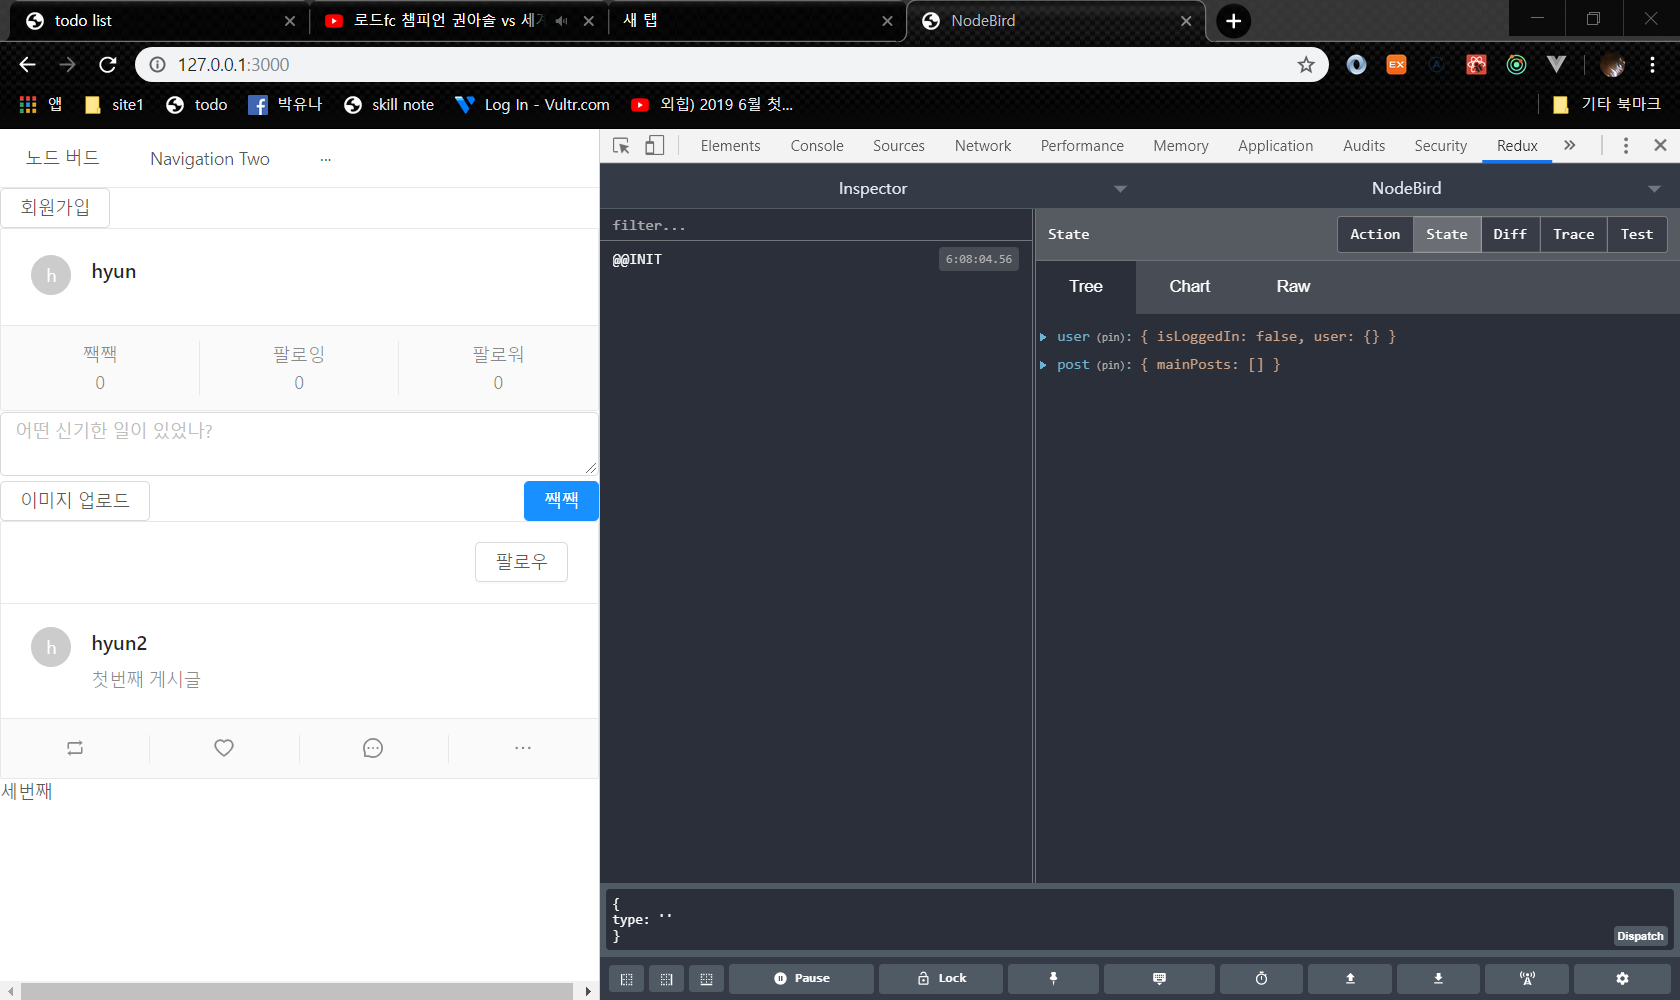 todo list
로드fc 챔피언 권아솔 vs 세계
새 탭
NodeBird
127.0.0.1:3000
앱
site1
todo
박유나
skill note
Log In - Vultr.com
외힙) 2019 6월 첫...
기타 북마크
노드 버드
Navigation Two
...
회원가입
h
hyun
짹짹
팔로잉
팔로워
0
0
0
어떤 신기한 일이 있었나?
이미지 업로드
짹짹
팔로우
h
hyun2
첫번째 게시글
세번째
Elements
Console
Sources
Network
Performance
Memory
Application
Audits
Security
Redux
Inspector
NodeBird
filter...
@@INIT
6:08:04.56
State
Action
State
Diff
Trace
Test
Tree
Chart
Raw
user (pin): { isLoggedIn: false, user: {} }
post (pin): { mainPosts: [] }
{
type: ''
}
Dispatch
Pause
Lock